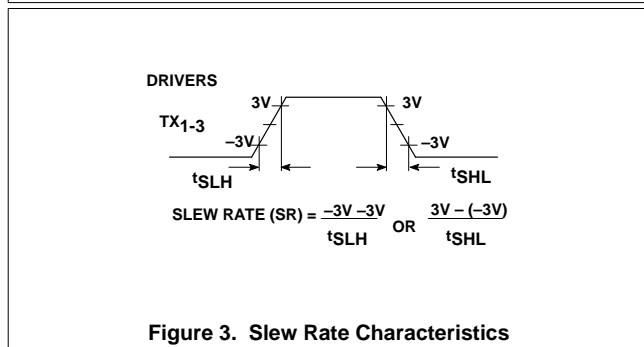 DRIVERS
3V 3V
TX1-3
–3V –3V
tSLH tSHL
SLEW RATE (SR) = –3V –3V / tSLH OR 3V – (–3V) / tSHL
Figure 3. Slew Rate Characteristics